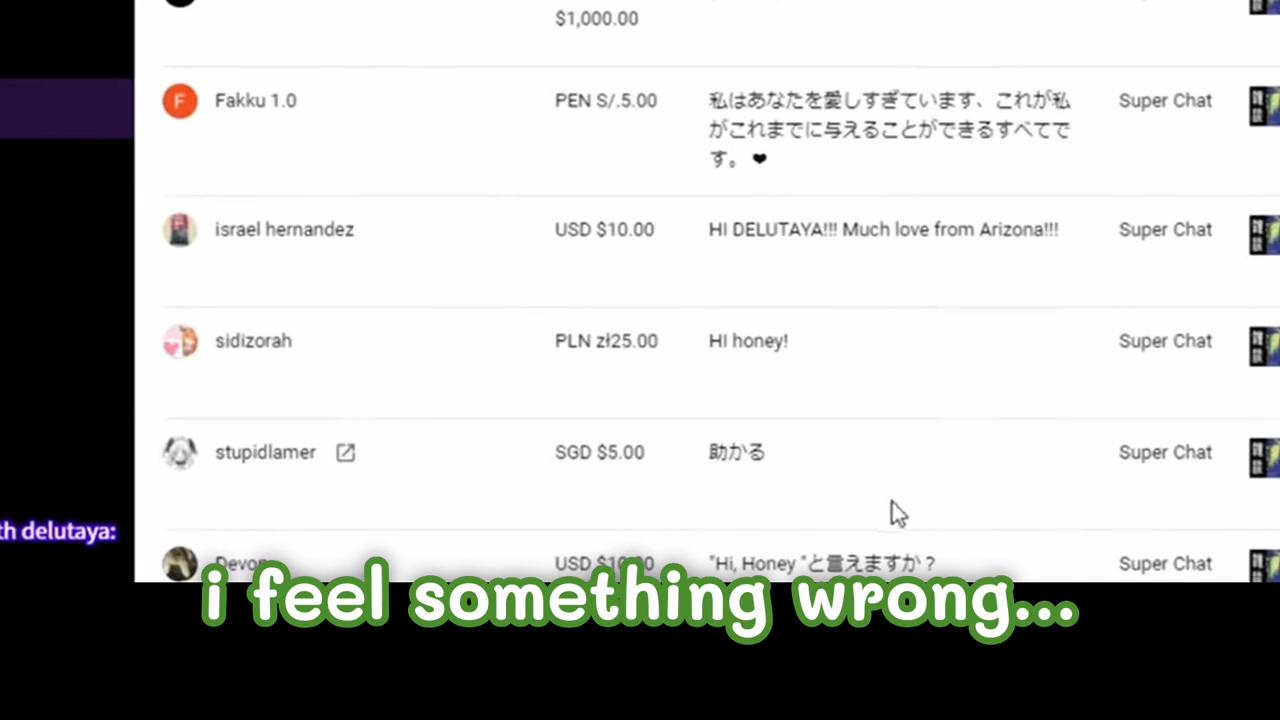 $1,000.00
Fakku 1.0 PEN S/.5.00 私はあなたを愛しすぎています、これが私 Super Chat
がこれまでに与えることができるすべてで
す。 ❤
israel hernandez USD $10.00 HI DELUTAYA!!! Much love from Arizona!!! Super Chat
sidizorah PLN zł25.00 HI honey! Super Chat
stupidlamer SGD $5.00 助かる Super Chat
th delutaya:
Devon USD $10.00 "Hi, Honey "と言えますか？ Super Chat
i feel something wrong...